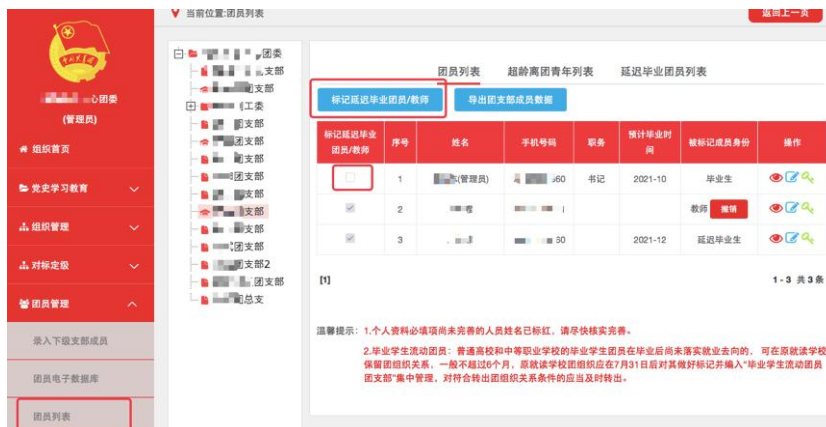 当前位置:团员列表
返回上一页
心团委
(管理员)
组织首页
党史学习教育
组织管理
对标定级
团员管理
录入下级支部成员
团员电子数据库
团员列表
团委
支部
团支部
工委
团支部
团支部
团支部
团支部
支部
支部
支部
团支部
团支部2
团支部
总支
团员列表
超龄离团青年列表
延迟毕业团员列表
标记延迟毕业团员/教师
导出团支部成员数据
标记延迟毕业团员/教师 序号 姓名 手机号码 职务 预计毕业时间 被标记成员身份 操作
1 (管理员) 60 书记 2021-10 毕业生
2 教师 撤销
3 2021-12 延迟毕业生
[1]
1-3 共3条
温馨提示: 1.个人资料必填项尚未完善的人员姓名已标红,请尽快核实完善。
2.毕业学生流动团员:普通高校和中等职业学校的毕业学生团员在毕业后尚未落实就业去向的,可在原就读学校
保留团组织关系,一般不超过6个月,原就读学校团组织应在7月31日后对其做好标记并编入“毕业学生流动团员
团支部”集中管理,对符合转出团组织关系条件的应当及时转出。